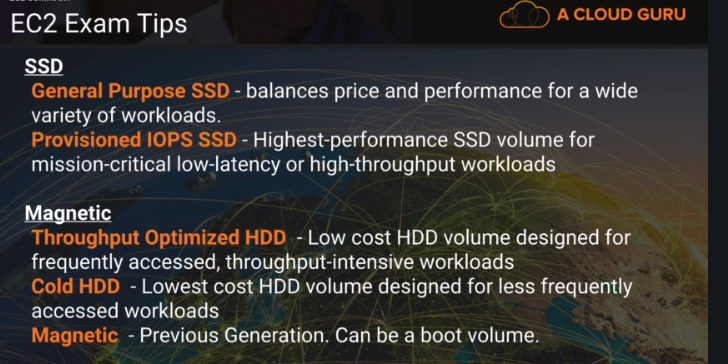 EC2 Exam Tips
A CLOUD GURU
SSD
General Purpose SSD - balances price and performance for a wide
variety of workloads.
Provisioned IOPS SSD - Highest-performance SSD volume for
mission-critical low-latency or high-throughput workloads
Magnetic
Throughput Optimized HDD - Low cost HDD volume designed for
frequently accessed, throughput-intensive workloads
Cold HDD - Lowest cost HDD volume designed for less frequently
accessed workloads
Magnetic - Previous Generation. Can be a boot volume.